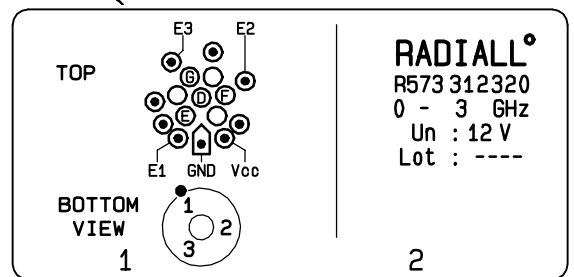 E3 E2
TOP
G
D F
E
E1 GND Vcc
BOTTOM
VIEW
1
2
3
1
RADIALL°
R573 312320
0 - 3 GHz
Un : 12 V
Lot : ----
2